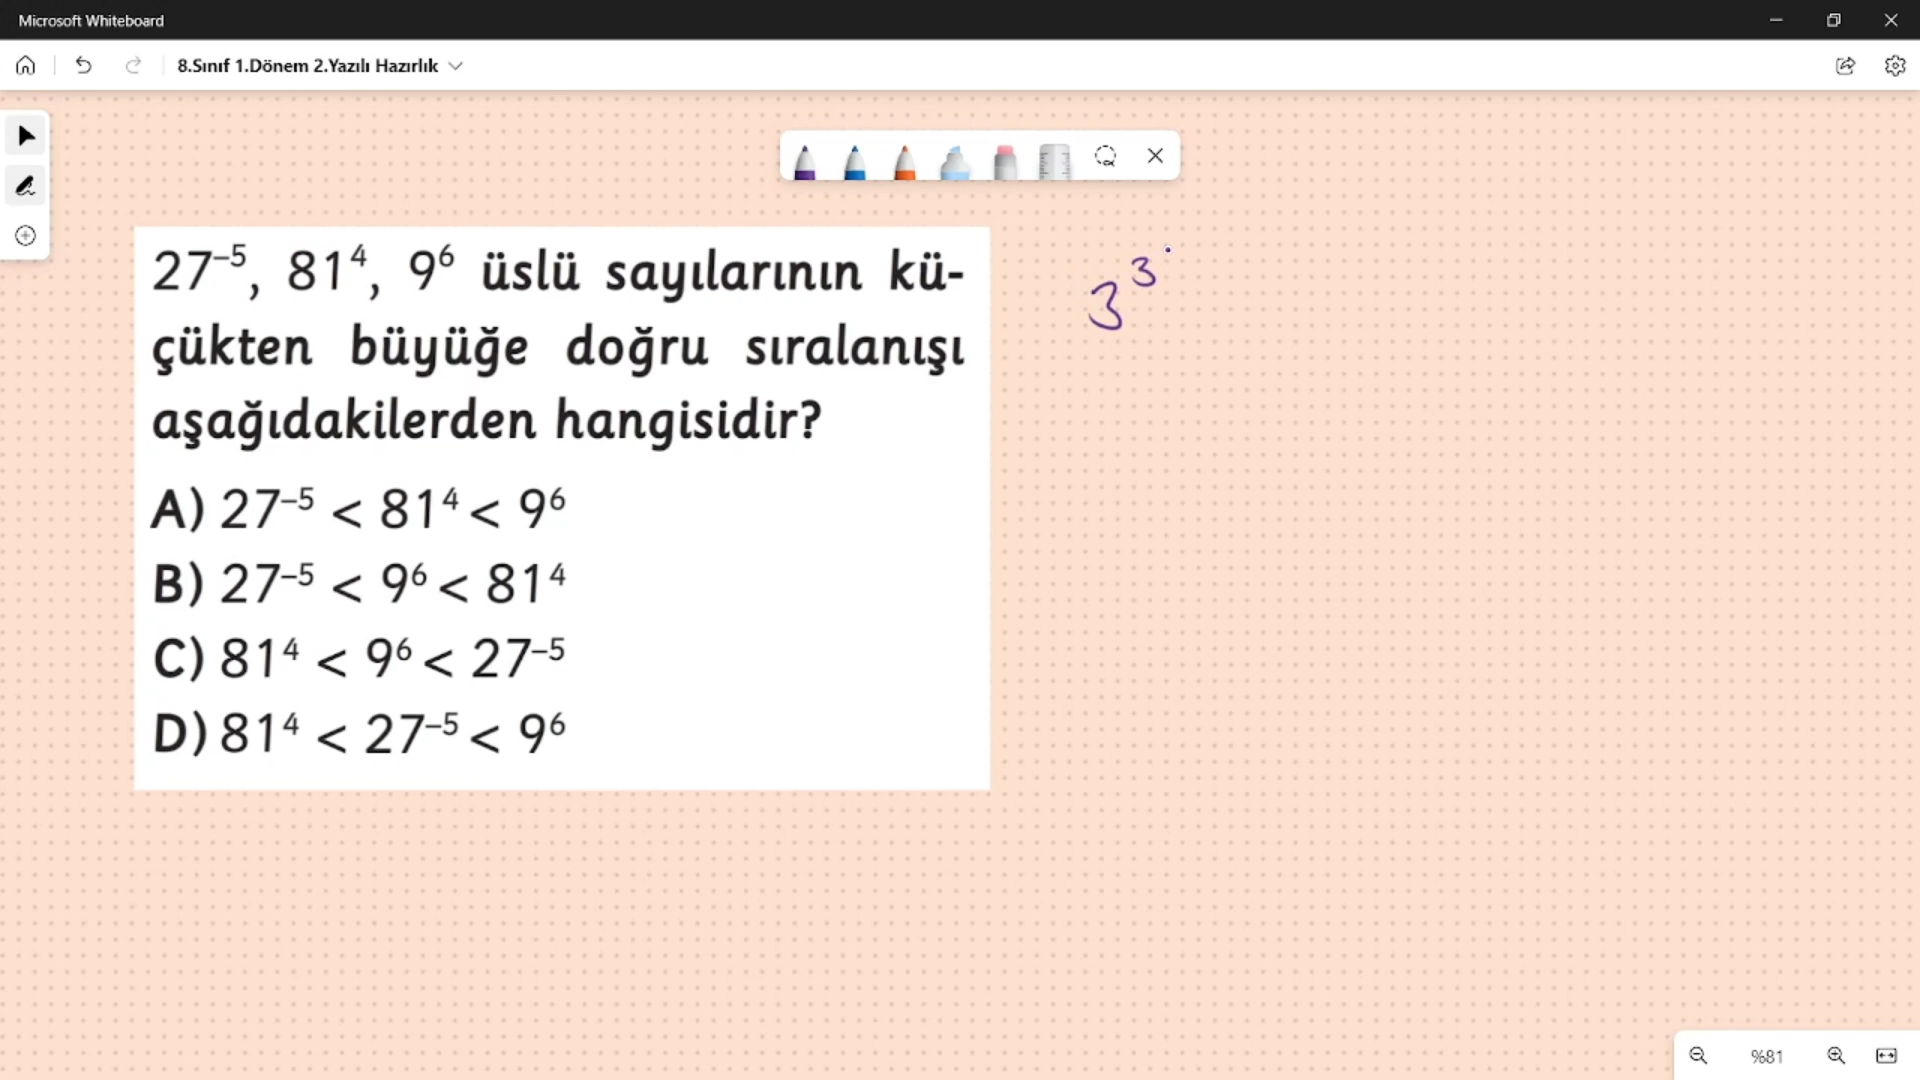 Microsoft Whiteboard
8.Sınıf 1.Dönem 2.Yazılı Hazırlık
27⁻⁵, 81⁴, 9⁶ üslü sayılarının kü-
çükten büyüğe doğru sıralanışı
aşağıdakilerden hangisidir?
A) 27⁻⁵ < 81⁴ < 9⁶
B) 27⁻⁵ < 9⁶ < 81⁴
C) 81⁴ < 9⁶ < 27⁻⁵
D) 81⁴ < 27⁻⁵ < 9⁶
3³
%81